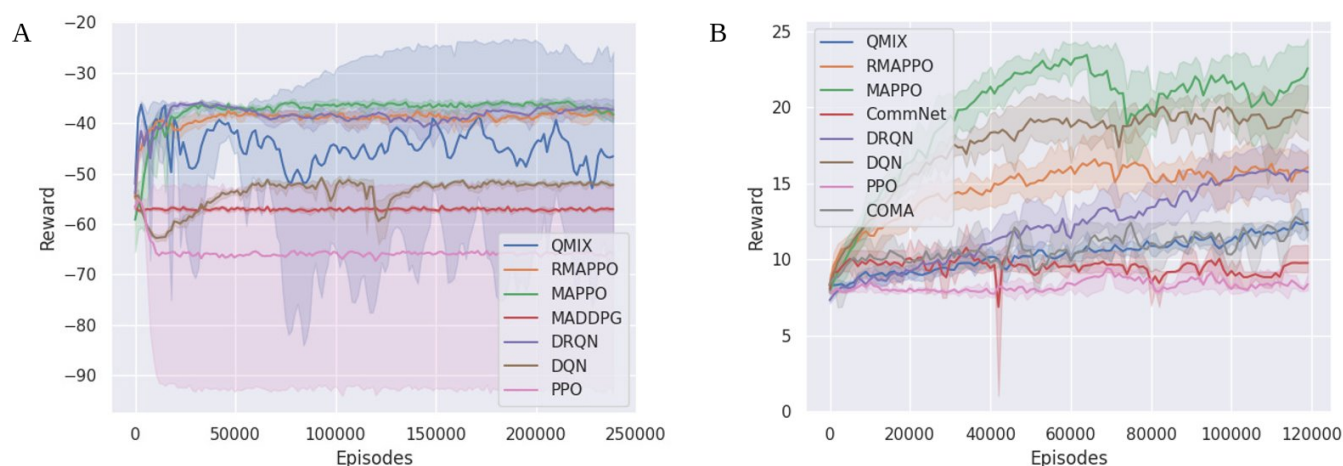 A
−20
−30
−40
−50
−60
−70
−80
−90
Reward
QMIX
RMAPPO
MAPPO
MADDPG
DRQN
DQN
PPO
0 50000 100000 150000 200000 250000
Episodes
B
25
20
15
10
5
0
Reward
QMIX
RMAPPO
MAPPO
CommNet
DRQN
DQN
PPO
COMA
0 20000 40000 60000 80000 100000 120000
Episodes